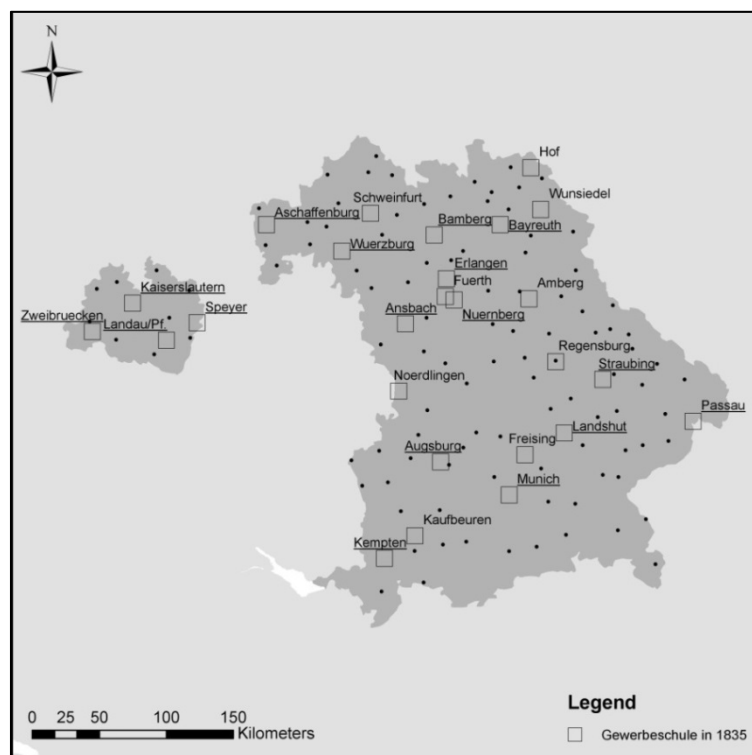 N
Hof
Wunsiedel
Schweinfurt
Aschaffenburg
Bamberg
Bayreuth
Wuerzburg
Erlangen
Kaiserslautern
Fuerth
Amberg
Speyer
Ansbach
Nuernberg
Zweibruecken
Landau/Pf.
Regensburg
Straubing
Noerdlingen
Passau
Landshut
Augsburg
Freising
Munich
Kaufbeuren
Kempten
Legend
0 25 50 100 150
Kilometers
Gewerbeschule in 1835